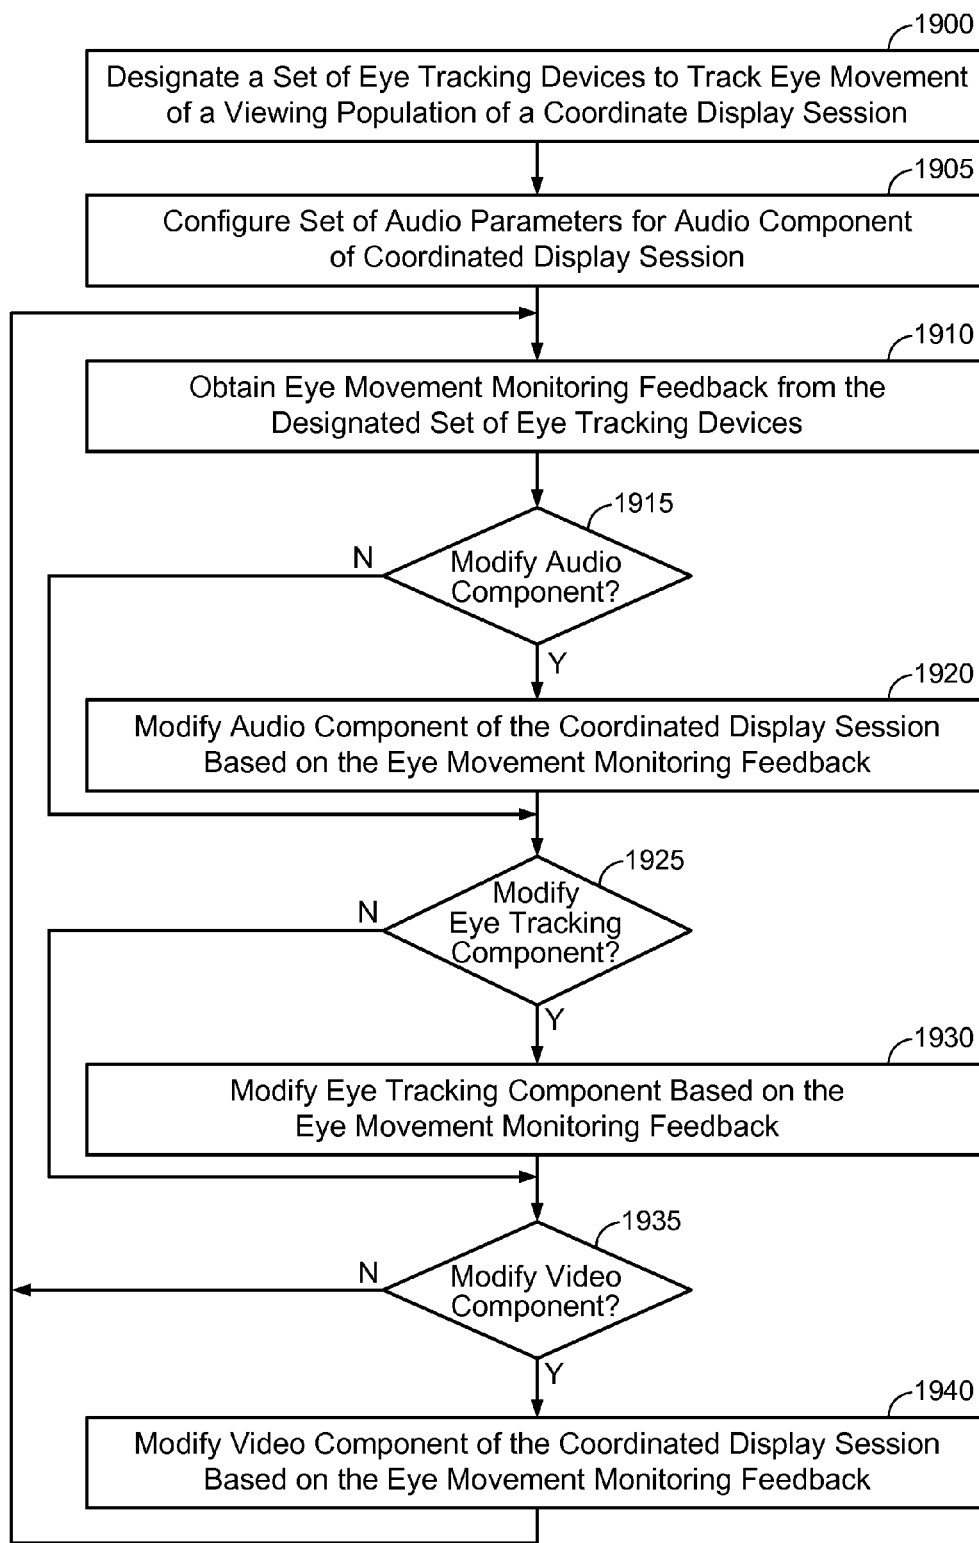 1900
Designate a Set of Eye Tracking Devices to Track Eye Movement
of a Viewing Population of a Coordinate Display Session
1905
Configure Set of Audio Parameters for Audio Component
of Coordinated Display Session
1910
Obtain Eye Movement Monitoring Feedback from the
Designated Set of Eye Tracking Devices
1915
N
Modify Audio
Component?
Y
1920
Modify Audio Component of the Coordinated Display Session
Based on the Eye Movement Monitoring Feedback
1925
N
Modify
Eye Tracking
Component?
Y
1930
Modify Eye Tracking Component Based on the
Eye Movement Monitoring Feedback
1935
N
Modify Video
Component?
Y
1940
Modify Video Component of the Coordinated Display Session
Based on the Eye Movement Monitoring Feedback